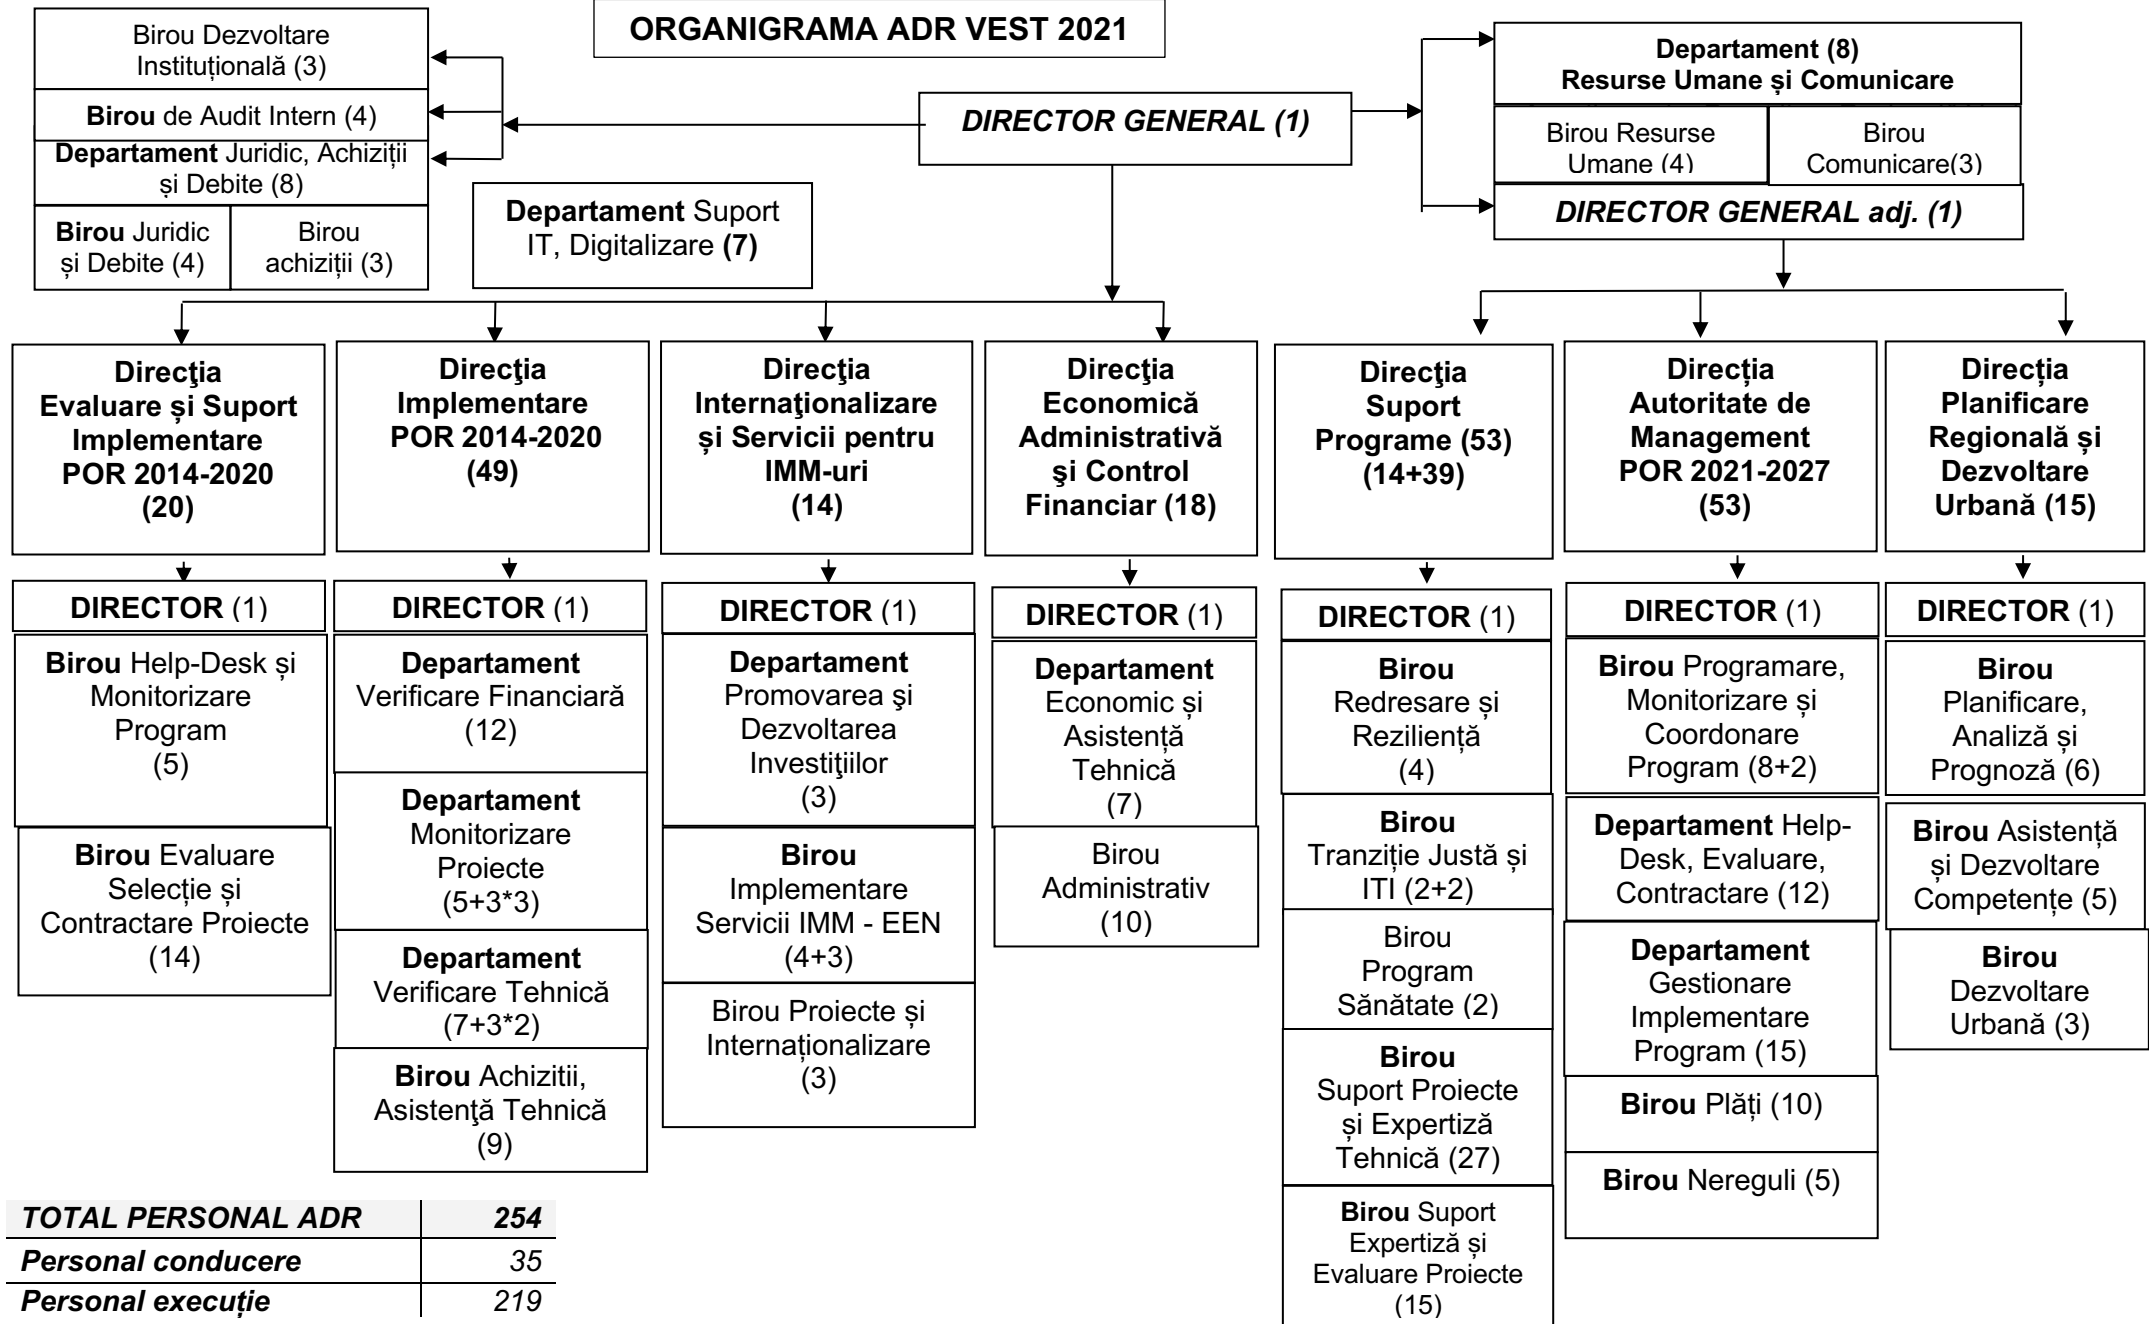 ORGANIGRAMA ADR VEST 2021
Birou Dezvoltare
Instituțională (3)
Birou de Audit Intern (4)
Departament Juridic, Achiziții
și Debite (8)
Birou Juridic
și Debite (4)
Birou
achiziții (3)
Departament Suport
IT, Digitalizare (7)
DIRECTOR GENERAL (1)
Departament (8)
Resurse Umane și Comunicare
Birou Resurse
Umane (4)
Birou
Comunicare(3)
DIRECTOR GENERAL adj. (1)
Direcţia
Evaluare și Suport
Implementare
POR 2014-2020
(20)
DIRECTOR (1)
Birou Help-Desk și
Monitorizare
Program
(5)
Birou Evaluare
Selecție și
Contractare Proiecte
(14)
Direcţia
Implementare
POR 2014-2020
(49)
DIRECTOR (1)
Departament
Verificare Financiară
(12)
Departament
Monitorizare
Proiecte
(5+3*3)
Departament
Verificare Tehnică
(7+3*2)
Birou Achizitii,
Asistenţă Tehnică
(9)
Direcţia
Internaţionalizare
și Servicii pentru
IMM-uri
(14)
DIRECTOR (1)
Departament
Promovarea şi
Dezvoltarea
Investiţiilor
(3)
Birou
Implementare
Servicii IMM - EEN
(4+3)
Birou Proiecte și
Internaționalizare
(3)
Direcţia
Economică
Administrativă
şi Control
Financiar (18)
DIRECTOR (1)
Departament
Economic și
Asistență
Tehnică
(7)
Birou
Administrativ
(10)
Direcţia
Suport
Programe (53)
(14+39)
DIRECTOR (1)
Birou
Redresare și
Reziliență
(4)
Birou
Tranziție Justă și
ITI (2+2)
Birou
Program
Sănătate (2)
Birou
Suport Proiecte
și Expertiză
Tehnică (27)
Birou Suport
Expertiză și
Evaluare Proiecte
(15)
Direcția
Autoritate de
Management
POR 2021-2027
(53)
DIRECTOR (1)
Birou Programare,
Monitorizare și
Coordonare
Program (8+2)
Departament Help-
Desk, Evaluare,
Contractare (12)
Departament
Gestionare
Implementare
Program (15)
Birou Plăți (10)
Birou Nereguli (5)
Direcția
Planificare
Regională și
Dezvoltare
Urbană (15)
DIRECTOR (1)
Birou
Planificare,
Analiză și
Prognoză (6)
Birou Asistență
și Dezvoltare
Competențe (5)
Birou
Dezvoltare
Urbană (3)
TOTAL PERSONAL ADR 254
Personal conducere 35
Personal execuție 219